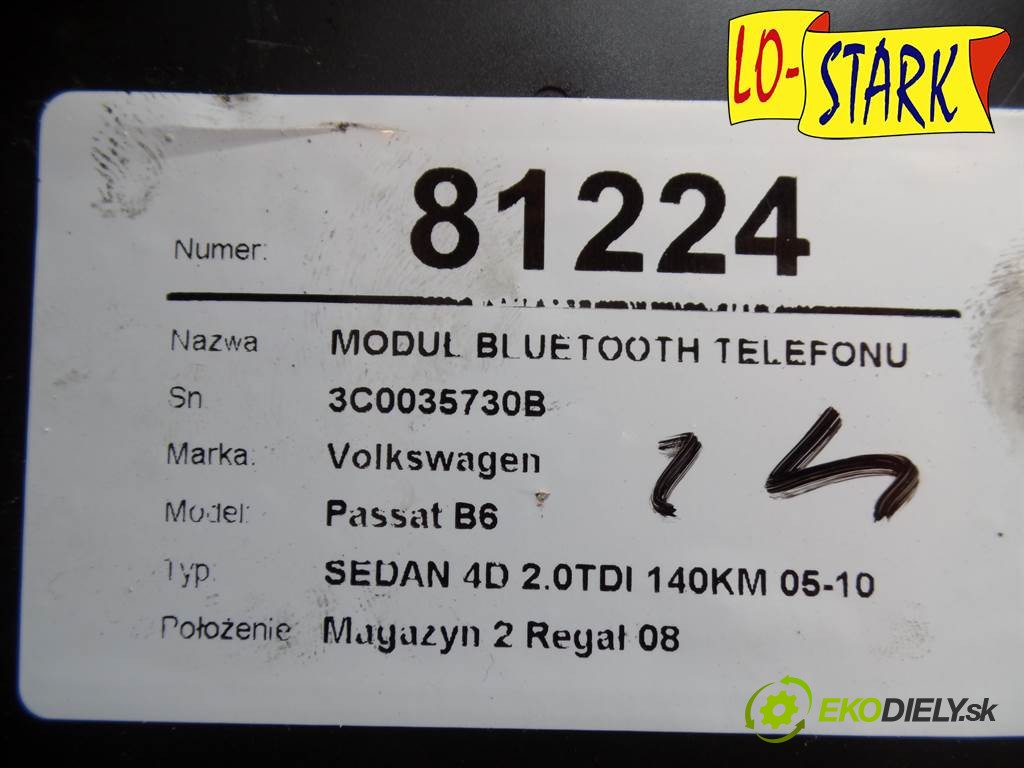 LO-STARK
Numer: 81224
Nazwa MODUŁ BLUETOOTH TELEFONU
Sn 3C0035730B
Marka: Volkswagen
Model: Passat B6
Typ: SEDAN 4D 2.0TDI 140KM 05-10
Położenie Magazyn 2 Regał 08
EKODIELY.sk